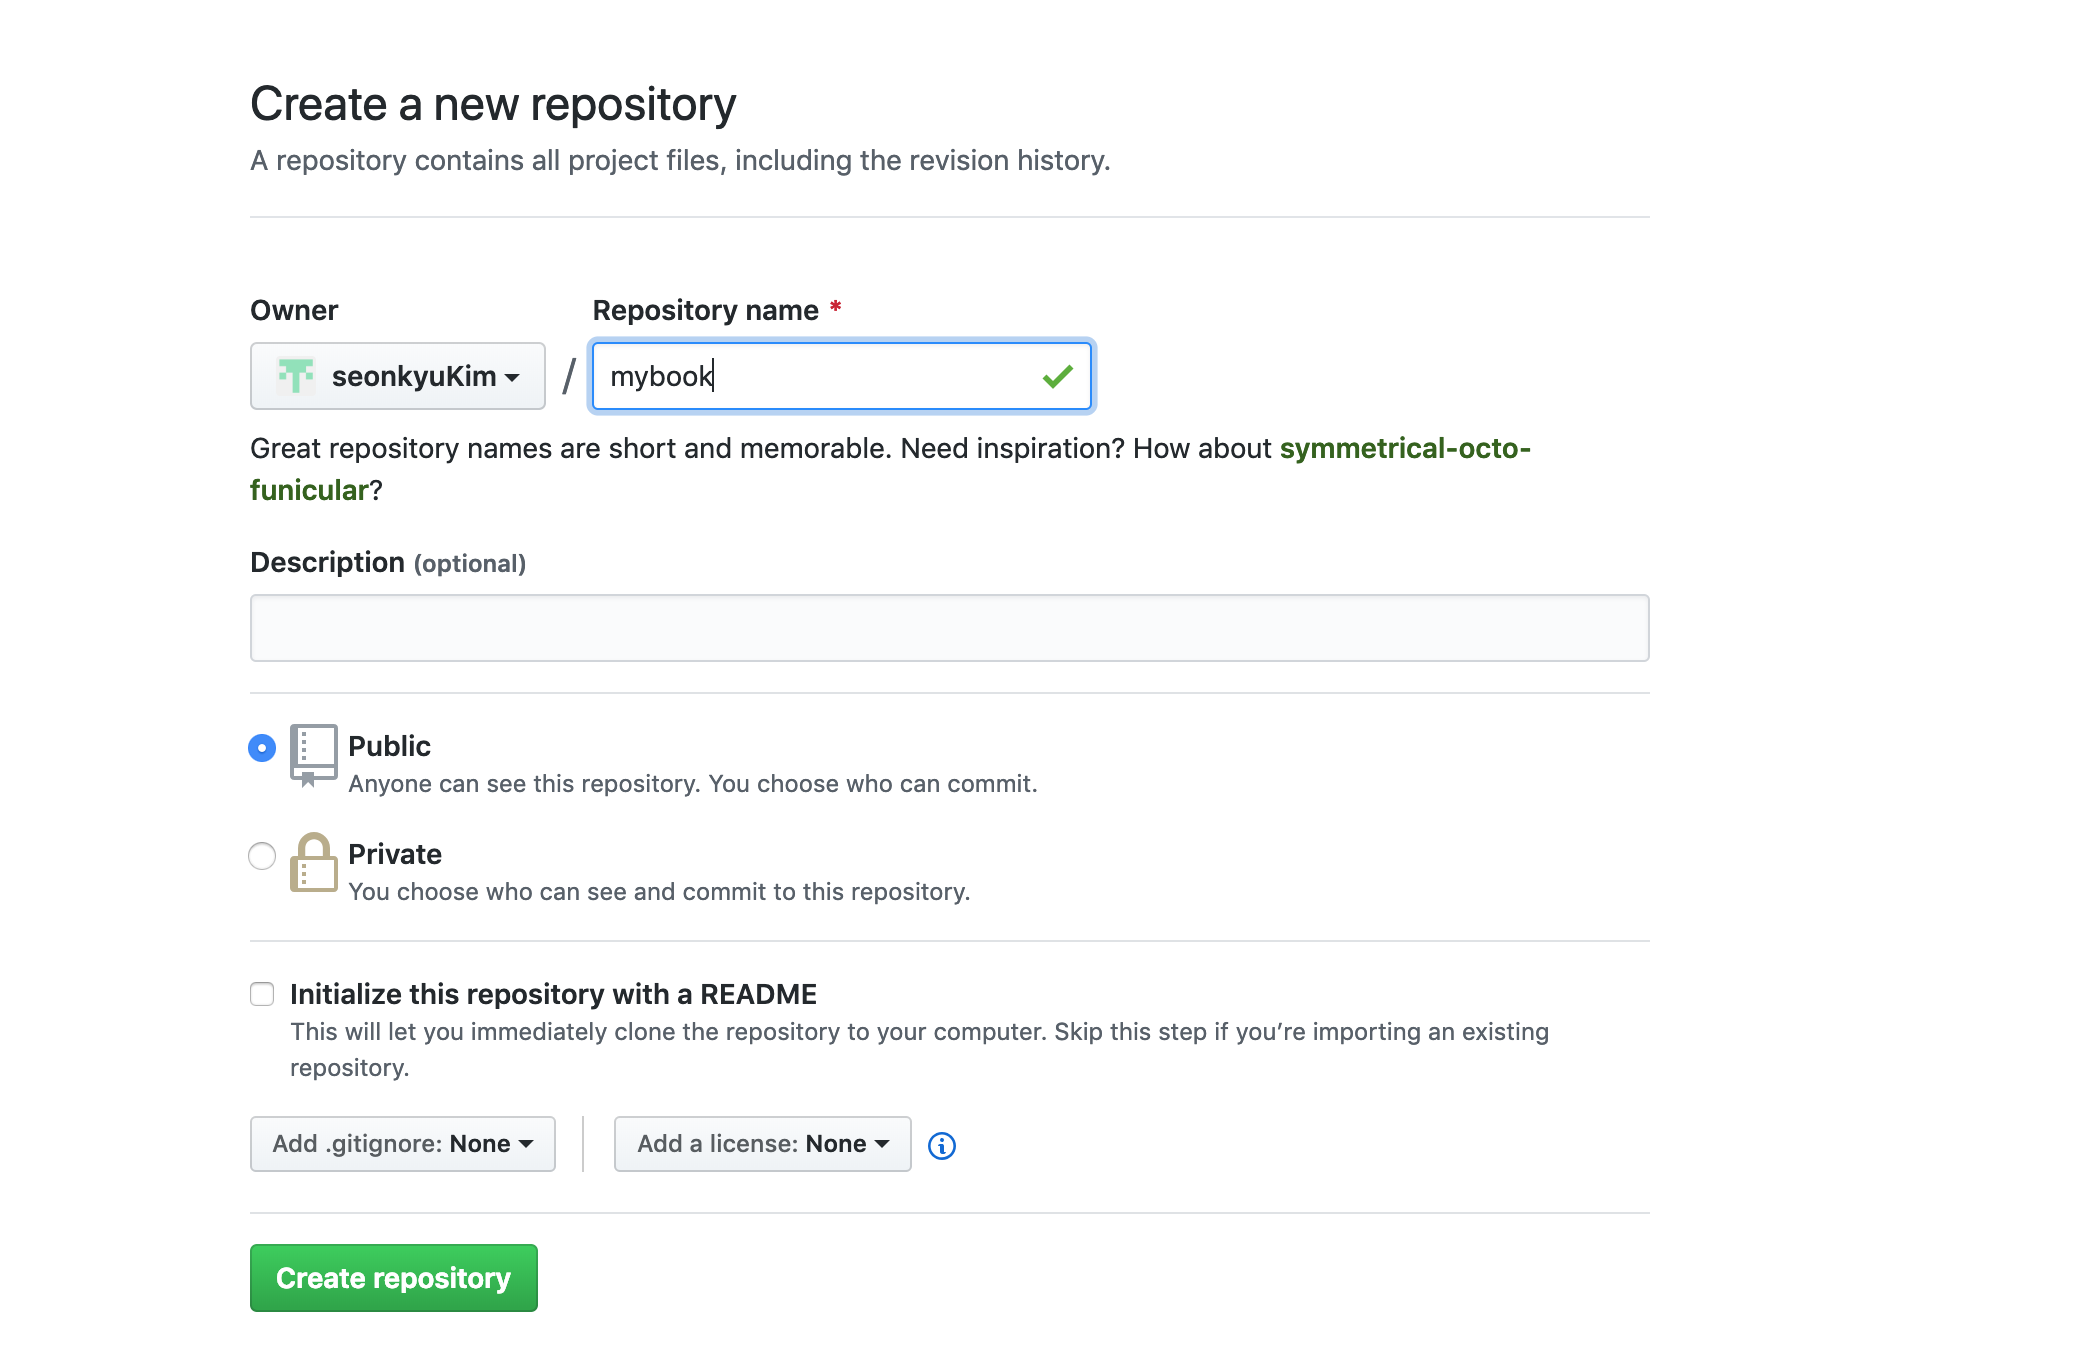 Create a new repository
A repository contains all project files, including the revision history.
Owner
Repository name *
seonkyuKim / mybook
Great repository names are short and memorable. Need inspiration? How about symmetrical-octo-
funicular?
Description (optional)
Public
Anyone can see this repository. You choose who can commit.
Private
You choose who can see and commit to this repository.
Initialize this repository with a README
This will let you immediately clone the repository to your computer. Skip this step if you’re importing an existing
repository.
Add .gitignore: None
Add a license: None
Create repository